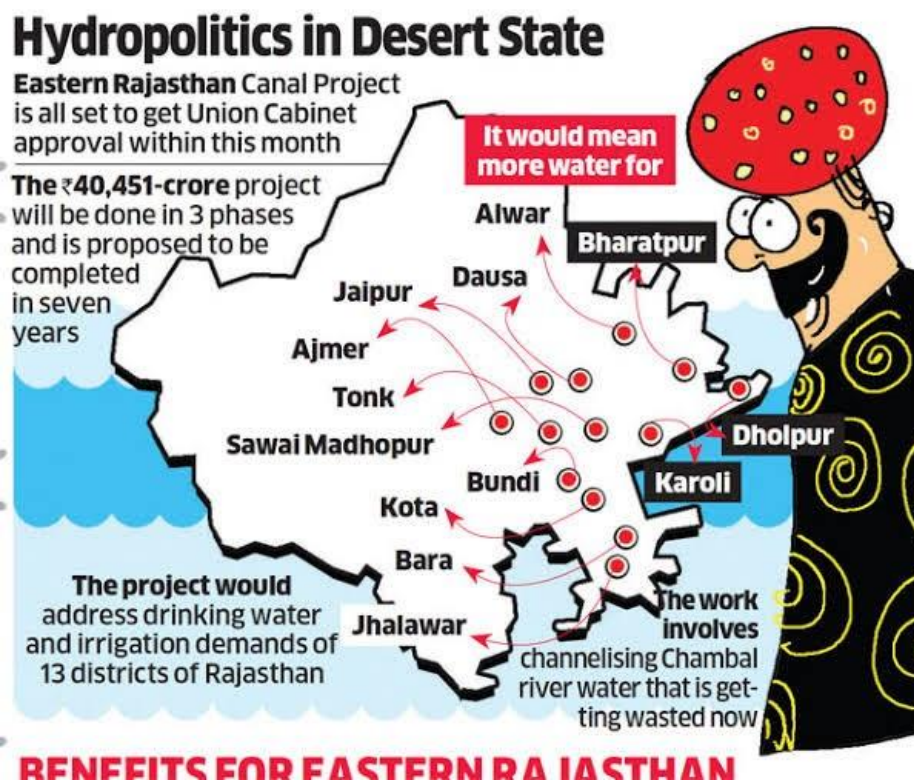 Hydropolitics in Desert State
Eastern Rajasthan Canal Project
is all set to get Union Cabinet
approval within this month
The ₹40,451-crore project
will be done in 3 phases
and is proposed to be
completed
in seven
years
It would mean
more water for
Alwar
Bharatpur
Dausa
Jaipur
Ajmer
Tonk
Sawai Madhopur
Dholpur
Bundi
Karoli
Kota
Bara
Jhalawar
The project would
address drinking water
and irrigation demands of
13 districts of Rajasthan
The work
involves
channelising Chambal
river water that is get-
ting wasted now
BENEFITS FOR EASTERN RAJASTHAN